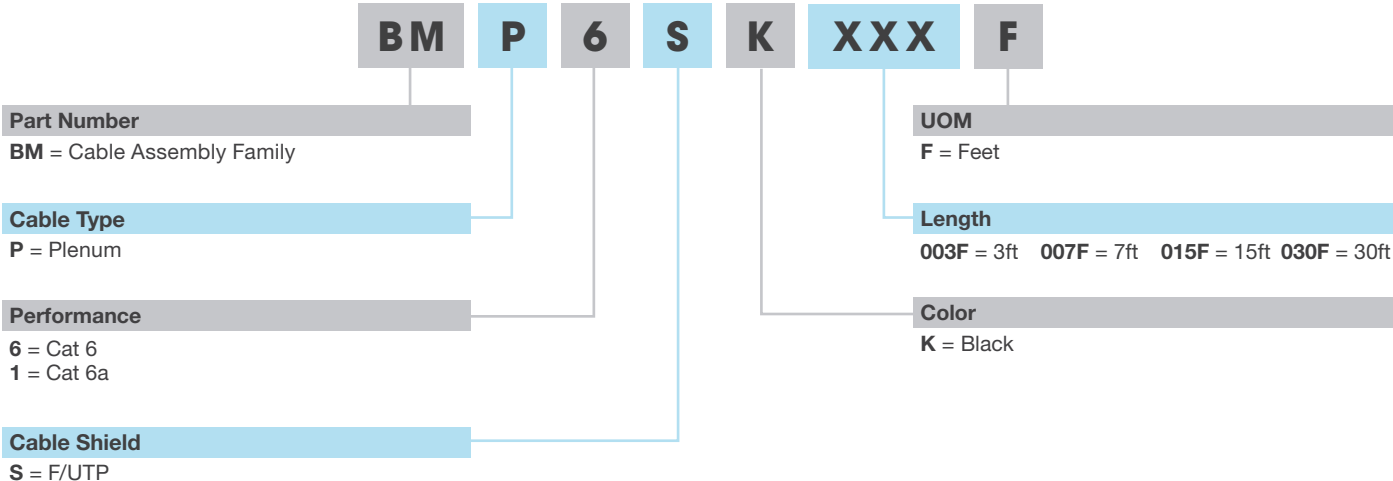 BM P 6 S K XXX F
Part Number
BM = Cable Assembly Family
Cable Type
P = Plenum
Performance
6 = Cat 6
1 = Cat 6a
Cable Shield
S = F/UTP
UOM
F = Feet
Length
003F = 3ft 007F = 7ft 015F = 15ft 030F = 30ft
Color
K = Black